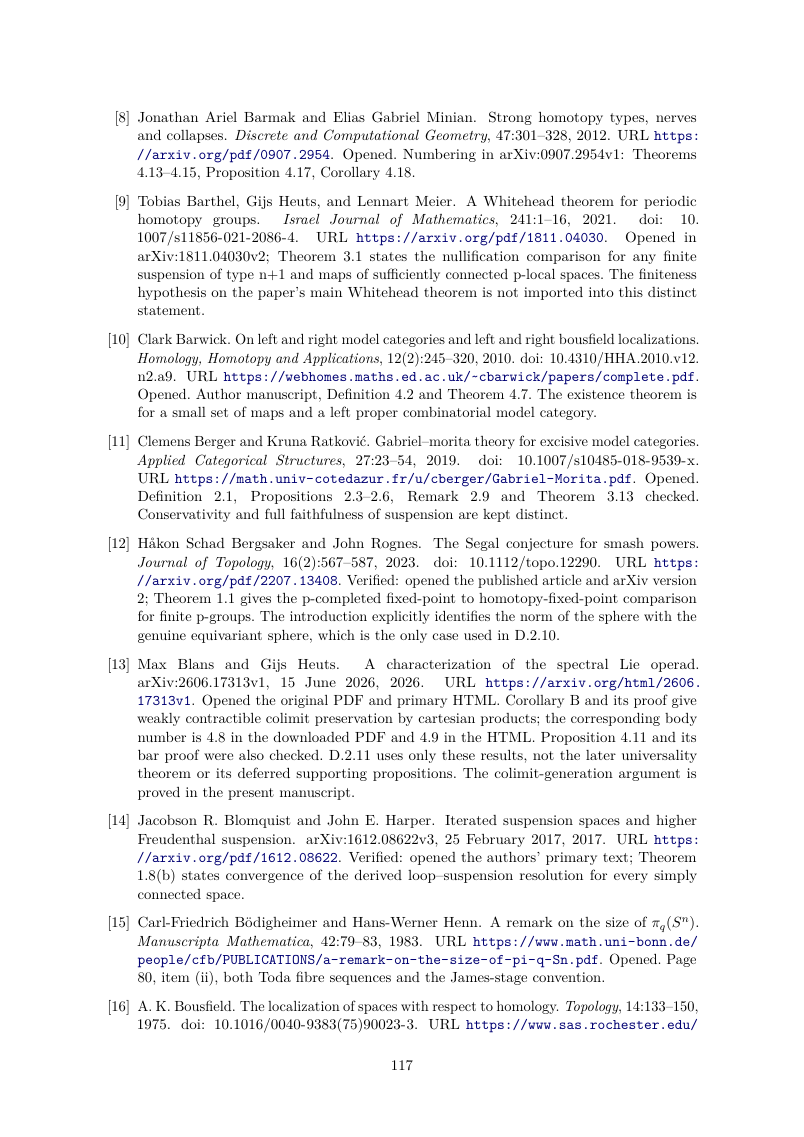 [8] Jonathan Ariel Barmak and Elias Gabriel Minian. Strong homotopy types, nerves
and collapses. Discrete and Computational Geometry, 47:301–328, 2012. URL https:
//arxiv.org/pdf/0907.2954. Opened. Numbering in arXiv:0907.2954v1: Theorems
4.13–4.15, Proposition 4.17, Corollary 4.18.
[9] Tobias Barthel, Gijs Heuts, and Lennart Meier. A Whitehead theorem for periodic
homotopy groups. Israel Journal of Mathematics, 241:1–16, 2021. doi: 10.
1007/s11856-021-2086-4. URL https://arxiv.org/pdf/1811.04030. Opened in
arXiv:1811.04030v2; Theorem 3.1 states the nullification comparison for any finite
suspension of type n+1 and maps of sufficiently connected p-local spaces. The finiteness
hypothesis on the paper's main Whitehead theorem is not imported into this distinct
statement.
[10] Clark Barwick. On left and right model categories and left and right bousfield localizations.
Homology, Homotopy and Applications, 12(2):245–320, 2010. doi: 10.4310/HHA.2010.v12.
n2.a9. URL https://webhomes.maths.ed.ac.uk/~cbarwick/papers/complete.pdf.
Opened. Author manuscript, Definition 4.2 and Theorem 4.7. The existence theorem is
for a small set of maps and a left proper combinatorial model category.
[11] Clemens Berger and Kruna Ratković. Gabriel–morita theory for excisive model categories.
Applied Categorical Structures, 27:23–54, 2019. doi: 10.1007/s10485-018-9539-x.
URL https://math.univ-cotedazur.fr/u/cberger/Gabriel-Morita.pdf. Opened.
Definition 2.1, Propositions 2.3–2.6, Remark 2.9 and Theorem 3.13 checked.
Conservativity and full faithfulness of suspension are kept distinct.
[12] Håkon Schad Bergsaker and John Rognes. The Segal conjecture for smash powers.
Journal of Topology, 16(2):567–587, 2023. doi: 10.1112/topo.12290. URL https:
//arxiv.org/pdf/2207.13408. Verified: opened the published article and arXiv version
2; Theorem 1.1 gives the p-completed fixed-point to homotopy-fixed-point comparison
for finite p-groups. The introduction explicitly identifies the norm of the sphere with the
genuine equivariant sphere, which is the only case used in D.2.10.
[13] Max Blans and Gijs Heuts. A characterization of the spectral Lie operad.
arXiv:2606.17313v1, 15 June 2026, 2026. URL https://arxiv.org/html/2606.
17313v1. Opened the original PDF and primary HTML. Corollary B and its proof give
weakly contractible colimit preservation by cartesian products; the corresponding body
number is 4.8 in the downloaded PDF and 4.9 in the HTML. Proposition 4.11 and its
bar proof were also checked. D.2.11 uses only these results, not the later universality
theorem or its deferred supporting propositions. The colimit-generation argument is
proved in the present manuscript.
[14] Jacobson R. Blomquist and John E. Harper. Iterated suspension spaces and higher
Freudenthal suspension. arXiv:1612.08622v3, 25 February 2017, 2017. URL https:
//arxiv.org/pdf/1612.08622. Verified: opened the authors' primary text; Theorem
1.8(b) states convergence of the derived loop–suspension resolution for every simply
connected space.
[15] Carl-Friedrich Bödigheimer and Hans-Werner Henn. A remark on the size of π_q(S^n).
Manuscripta Mathematica, 42:79–83, 1983. URL https://www.math.uni-bonn.de/
people/cfb/PUBLICATIONS/a-remark-on-the-size-of-pi-q-Sn.pdf. Opened. Page
80, item (ii), both Toda fibre sequences and the James-stage convention.
[16] A. K. Bousfield. The localization of spaces with respect to homology. Topology, 14:133–150,
1975. doi: 10.1016/0040-9383(75)90023-3. URL https://www.sas.rochester.edu/
117